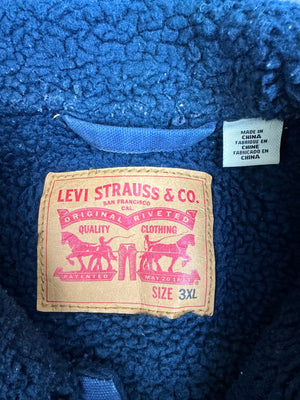 MADE IN
CHINA
FABRIQUE EN
CHINE
FABRICADO EN
CHINA
LEVI STRAUSS & CO.
SAN FRANCISCO
CAL.
ORIGINAL RIVETED
QUALITY CLOTHING
PATENTED MAY 20 1873
SIZE 3XL